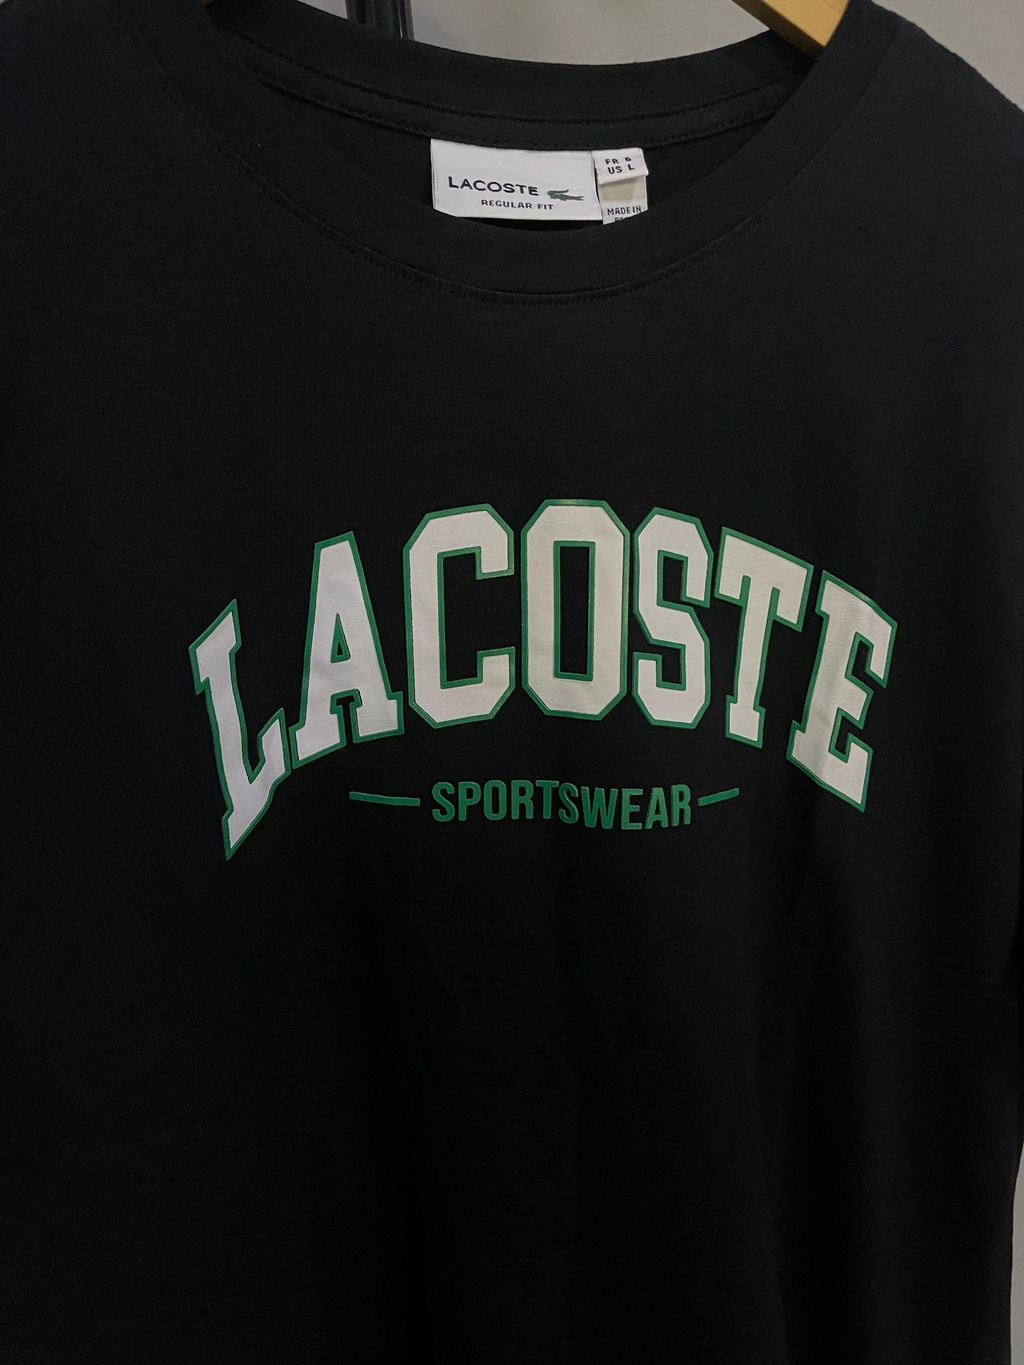 LACOSTE
REGULAR FIT
FR 6
US L
MADE IN
LACOSTE
SPORTSWEAR